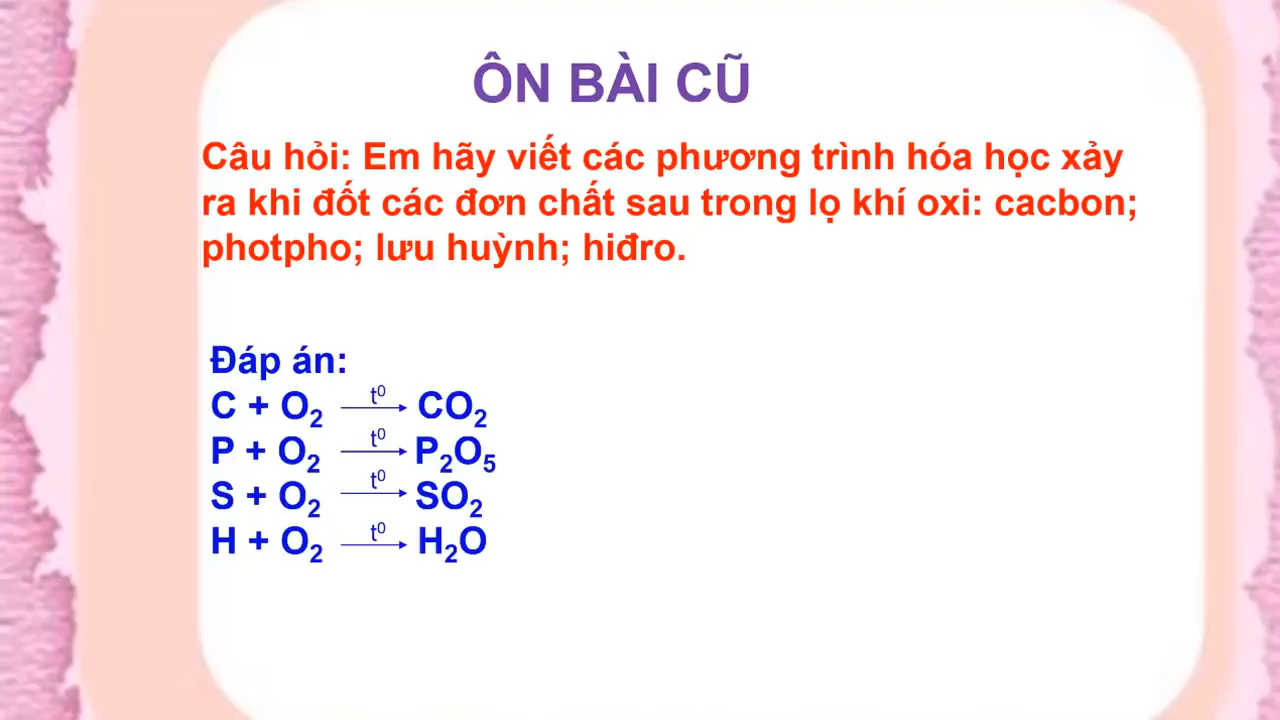 ÔN BÀI CŨ
Câu hỏi: Em hãy viết các phương trình hóa học xảy
ra khi đốt các đơn chất sau trong lọ khí oxi: cacbon;
photpho; lưu huỳnh; hiđro.
Đáp án:
C + O₂ —t⁰→ CO₂
P + O₂ —t⁰→ P₂O₅
S + O₂ —t⁰→ SO₂
H + O₂ —t⁰→ H₂O